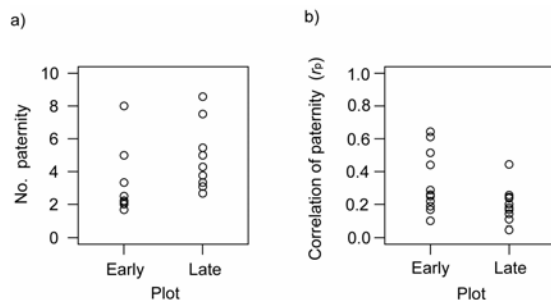 a)
No. paternity
10
8
6
4
2
0
Early Late
Plot
b)
Correlation of paternity (rp)
1.0
0.8
0.6
0.4
0.2
0.0
Early Late
Plot